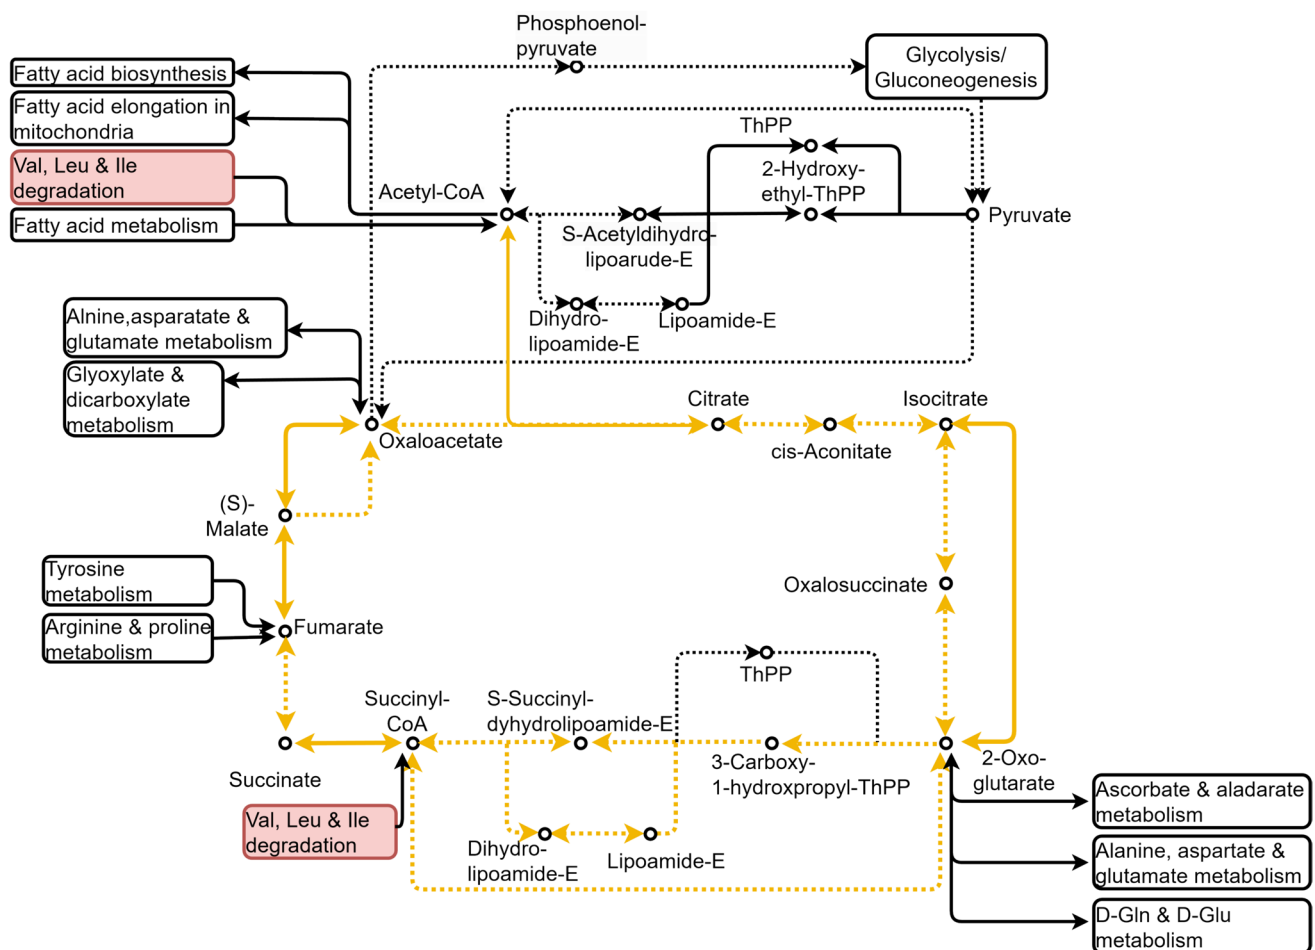 Phosphoenol-
pyruvate
Glycolysis/
Gluconeogenesis
Fatty acid biosynthesis
Fatty acid elongation in
mitochondria
Val, Leu & Ile
degradation
Fatty acid metabolism
Acetyl-CoA
ThPP
2-Hydroxy-
ethyl-ThPP
Pyruvate
S-Acetyldihydro-
lipoarude-E
Dihydro-
lipoamide-E
Lipoamide-E
Alnine,asparatate &
glutamate metabolism
Glyoxylate &
dicarboxylate
metabolism
Oxaloacetate
Citrate
cis-Aconitate
Isocitrate
(S)-
Malate
Oxalosuccinate
Tyrosine
metabolism
Arginine & proline
metabolism
Fumarate
ThPP
Succinyl-
CoA
S-Succinyl-
dyhydrolipoamide-E
3-Carboxy-
1-hydroxpropyl-ThPP
2-Oxo-
glutarate
Succinate
Val, Leu & Ile
degradation
Dihydro-
lipoamide-E
Lipoamide-E
Ascorbate & aladarate
metabolism
Alanine, aspartate &
glutamate metabolism
D-Gln & D-Glu
metabolism